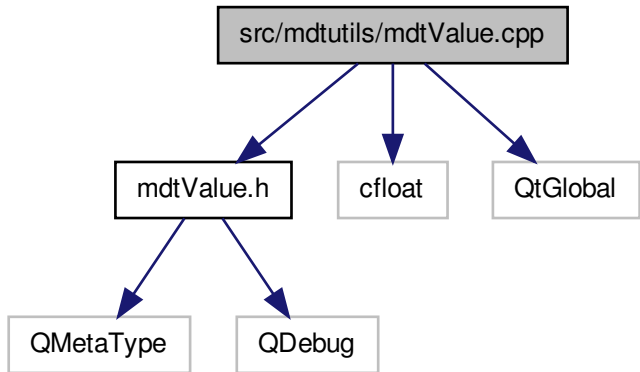 src/mdtutils/mdtValue.cpp
mdtValue.h
cfloat
QtGlobal
QMetaType
QDebug